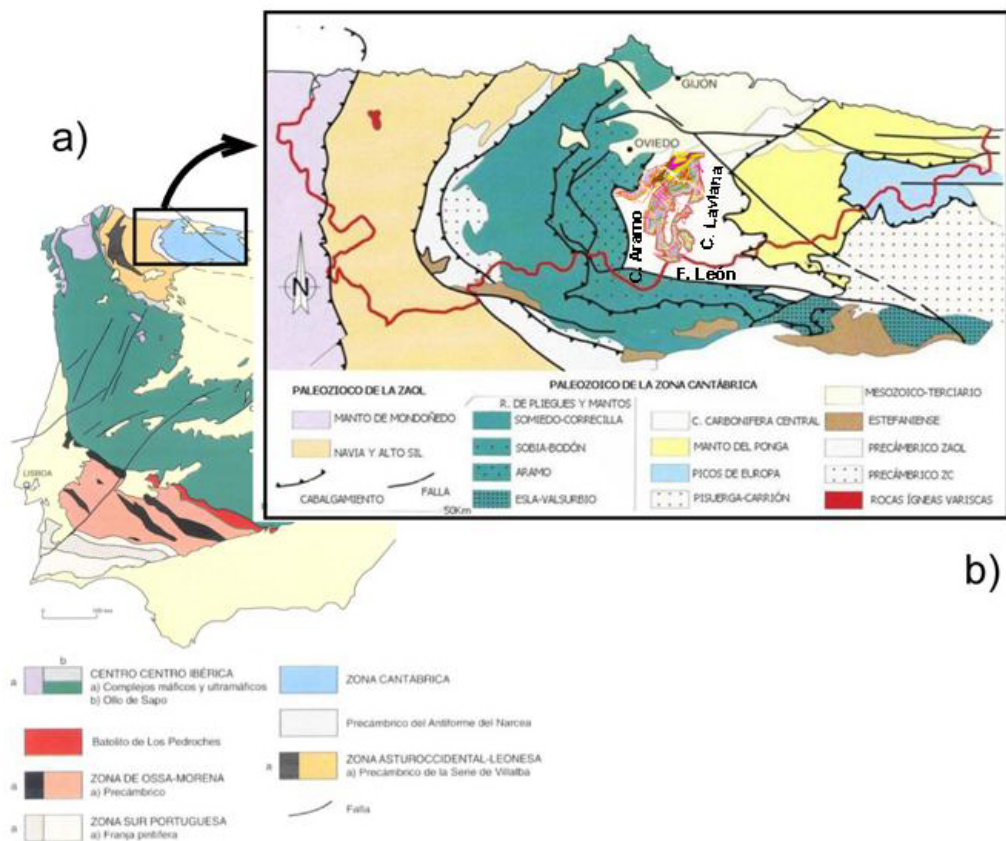 a)
GIJÓN
OVIEDO
C. Aramo
C. Laviana
F. León
N
PALEOZIOCO DE LA ZAOL
MANTO DE MONDOÑEDO
NAVIA Y ALTO SIL
CABALGAMIENTO
FALLA
50Km
PALEOZOICO DE LA ZONA CANTÁBRICA
R. DE PLIEGUES Y MANTOS
SOMIEDO-CORRECILLA
SOBIA-BODÓN
ARAMO
ESLA-VALSURBIO
C. CARBONIFERA CENTRAL
MANTO DEL PONGA
PICOS DE EUROPA
PISUERGA-CARRIÓN
MESOZOICO-TERCIARIO
ESTEFANIENSE
PRECÁMBRICO ZAOL
PRECÁMBRICO ZC
ROCAS ÍGNEAS VARISCAS
LISBOA
b)
0
b
a
CENTRO CENTRO IBÉRICA
a) Complejos máficos y ultramáficos
b) Ollo de Sapo
Batolito de Los Pedroches
a
ZONA DE OSSA-MORENA
a) Precámbrico
a
ZONA SUR PORTUGUESA
a) Franja piritífera
ZONA CANTÁBRICA
Precámbrico del Antiforme del Narcea
a
ZONA ASTUROCCIDENTAL-LEONESA
a) Precámbrico de la Serie de Villalba
Falla